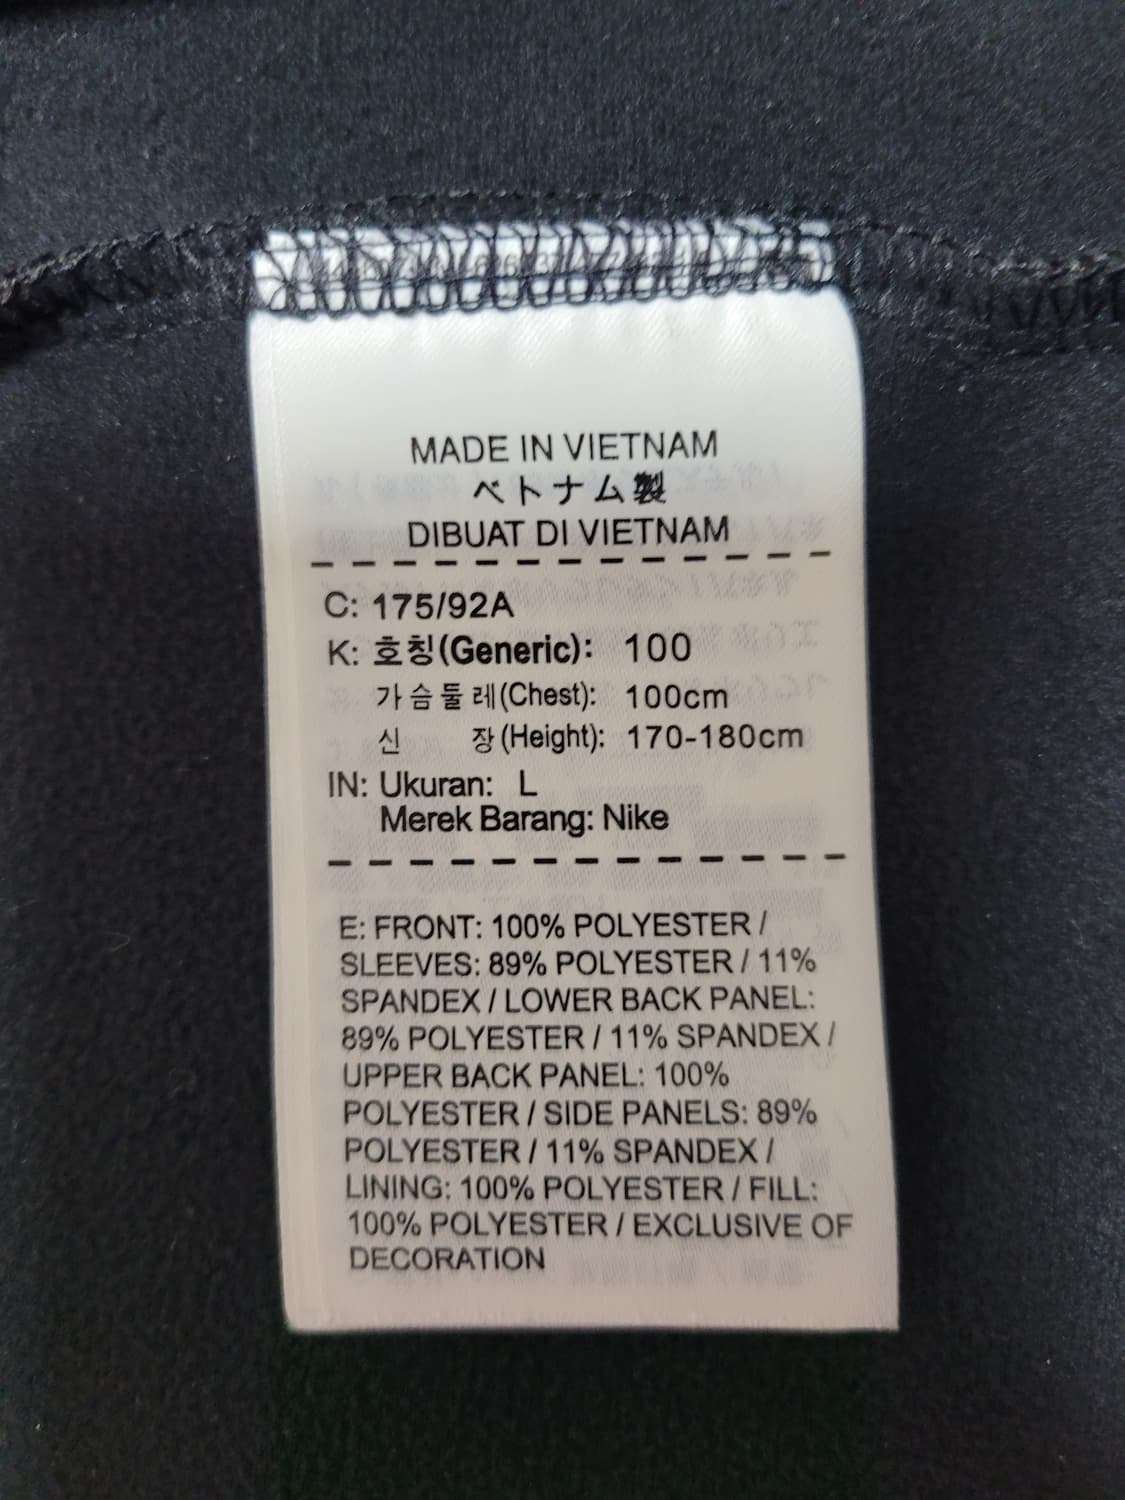 MADE IN VIETNAM
ベトナム製
DIBUAT DI VIETNAM
C: 175/92A
K: 호칭(Generic): 100
가슴둘레(Chest): 100cm
신 장(Height): 170-180cm
IN: Ukuran: L
Merek Barang: Nike
E: FRONT: 100% POLYESTER /
SLEEVES: 89% POLYESTER / 11%
SPANDEX / LOWER BACK PANEL:
89% POLYESTER / 11% SPANDEX /
UPPER BACK PANEL: 100%
POLYESTER / SIDE PANELS: 89%
POLYESTER / 11% SPANDEX /
LINING: 100% POLYESTER / FILL:
100% POLYESTER / EXCLUSIVE OF
DECORATION